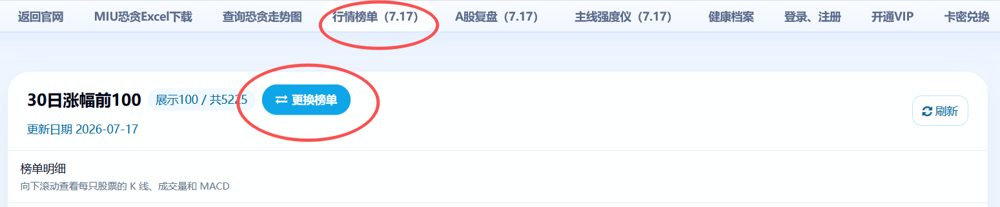 返回官网 MIU恐贪Excel下载 查询恐贪走势图 行情榜单（7.17） A股复盘（7.17） 主线强度仪（7.17） 健康档案 登录、注册 开通VIP 卡密兑换
30日涨幅前100 展示100 / 共5225 更换榜单
刷新
更新日期 2026-07-17
榜单明细
向下滚动查看每只股票的 K 线、成交量和 MACD